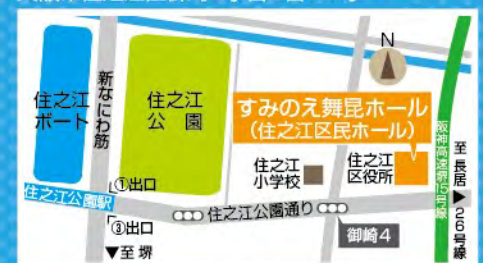 N
新なにわ筋
住之江
ボート
住之江
公園
すみのえ舞昆ホール
(住之江区民ホール)
住之江
小学校
住之江
区役所
阪神高速堺15号線
至長居▶26号線
①出口
住之江公園駅
③出口
▼至堺
住之江公園通り
御崎4